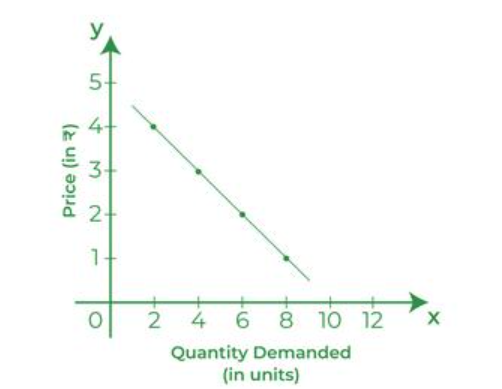 y
5
4
3
2
1
Price (in ₹)
0 2 4 6 8 10 12 x
Quantity Demanded
(in units)